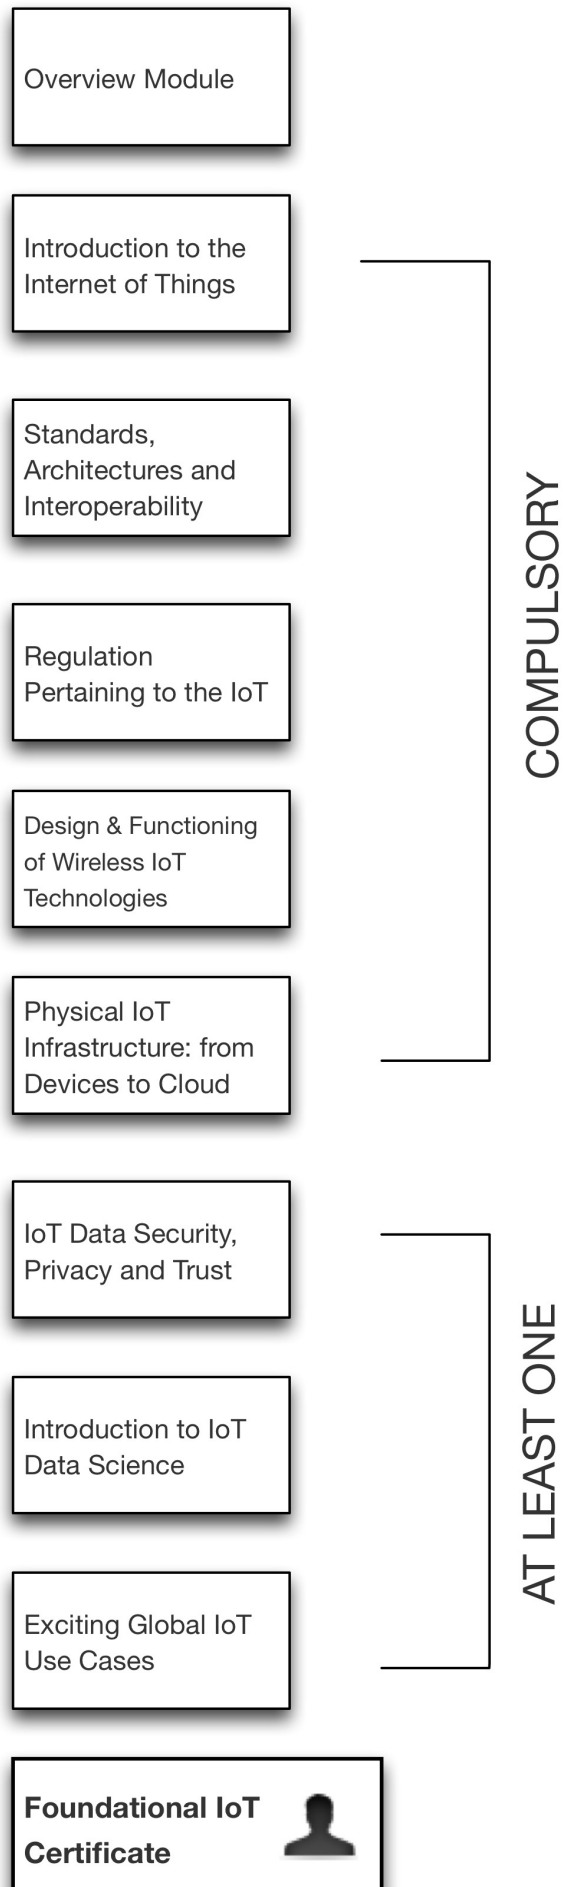 Overview Module
Introduction to the
Internet of Things
Standards,
Architectures and
Interoperability
Regulation
Pertaining to the IoT
Design & Functioning
of Wireless IoT
Technologies
Physical IoT
Infrastructure: from
Devices to Cloud
COMPULSORY
IoT Data Security,
Privacy and Trust
Introduction to IoT
Data Science
Exciting Global IoT
Use Cases
AT LEAST ONE
Foundational IoT
Certificate